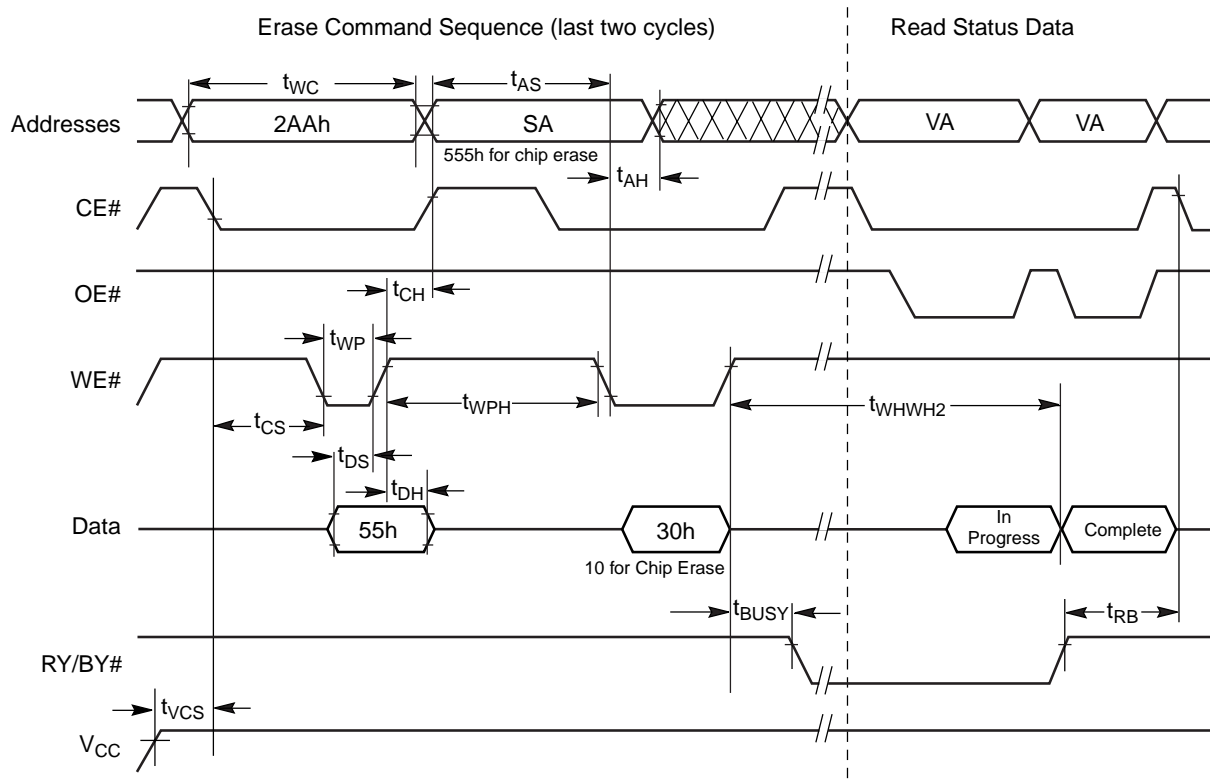 Erase Command Sequence (last two cycles)
Read Status Data
tWC
tAS
Addresses
2AAh
SA
VA
VA
555h for chip erase
tAH
CE#
OE#
tCH
tWP
WE#
tWPH
tWHWH2
tCS
tDS
tDH
Data
55h
30h
In
Progress
Complete
10 for Chip Erase
tBUSY
tRB
RY/BY#
tVCS
VCC